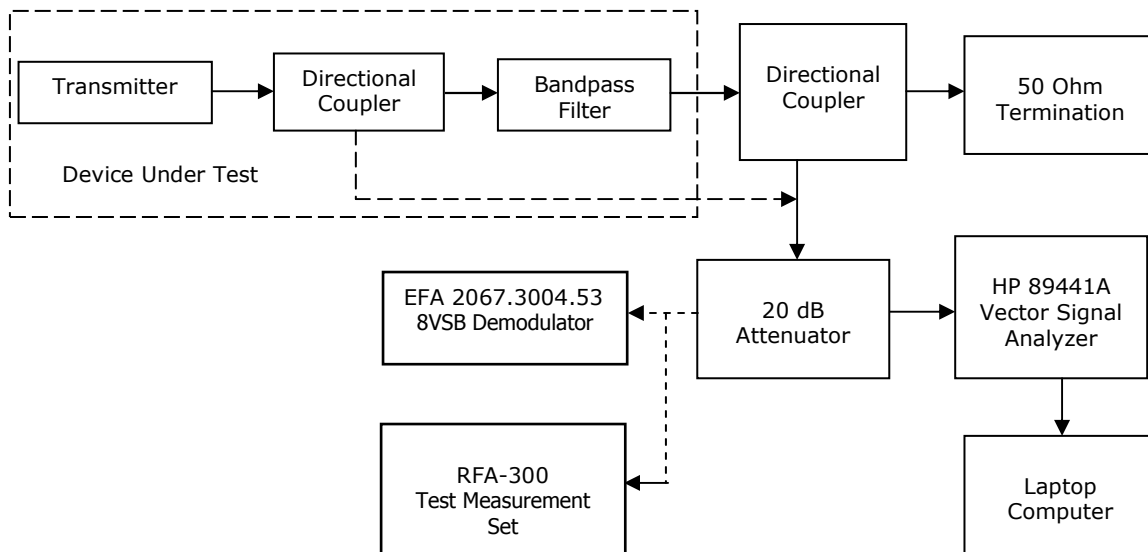 Transmitter
Directional
Coupler
Bandpass
Filter
Directional
Coupler
50 Ohm
Termination
Device Under Test
EFA 2067.3004.53
8VSB Demodulator
20 dB
Attenuator
HP 89441A
Vector Signal
Analyzer
RFA-300
Test Measurement
Set
Laptop
Computer